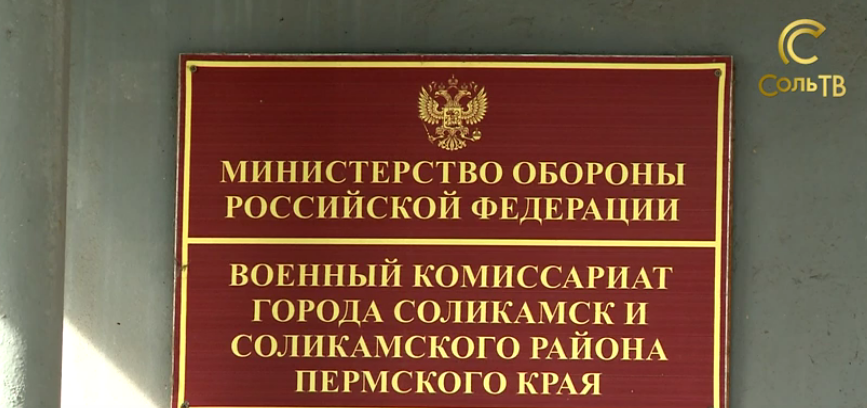 СольТВ
МИНИСТЕРСТВО ОБОРОНЫ
РОССИЙСКОЙ ФЕДЕРАЦИИ
ВОЕННЫЙ КОМИССАРИАТ
ГОРОДА СОЛИКАМСК И
СОЛИКАМСКОГО РАЙОНА
ПЕРМСКОГО КРАЯ